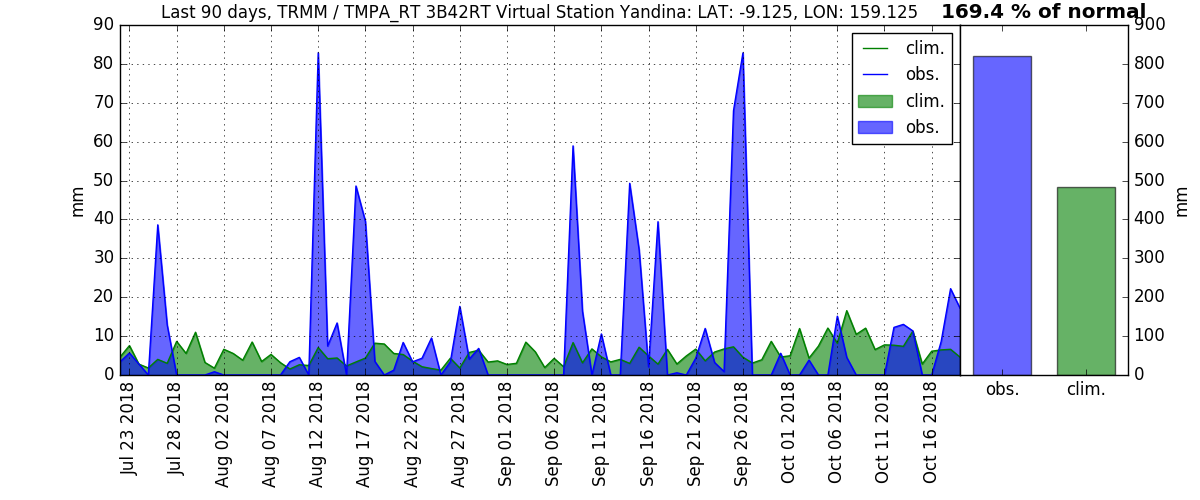 Last 90 days, TRMM / TMPA_RT 3B42RT Virtual Station Yandina: LAT: -9.125, LON: 159.125
169.4 % of normal
90
80
70
60
50
40
30
20
10
0
mm
clim.
obs.
clim.
obs.
900
800
700
600
500
400
300
200
100
0
mm
Jul 23 2018
Jul 28 2018
Aug 02 2018
Aug 07 2018
Aug 12 2018
Aug 17 2018
Aug 22 2018
Aug 27 2018
Sep 01 2018
Sep 06 2018
Sep 11 2018
Sep 16 2018
Sep 21 2018
Sep 26 2018
Oct 01 2018
Oct 06 2018
Oct 11 2018
Oct 16 2018
obs.
clim.